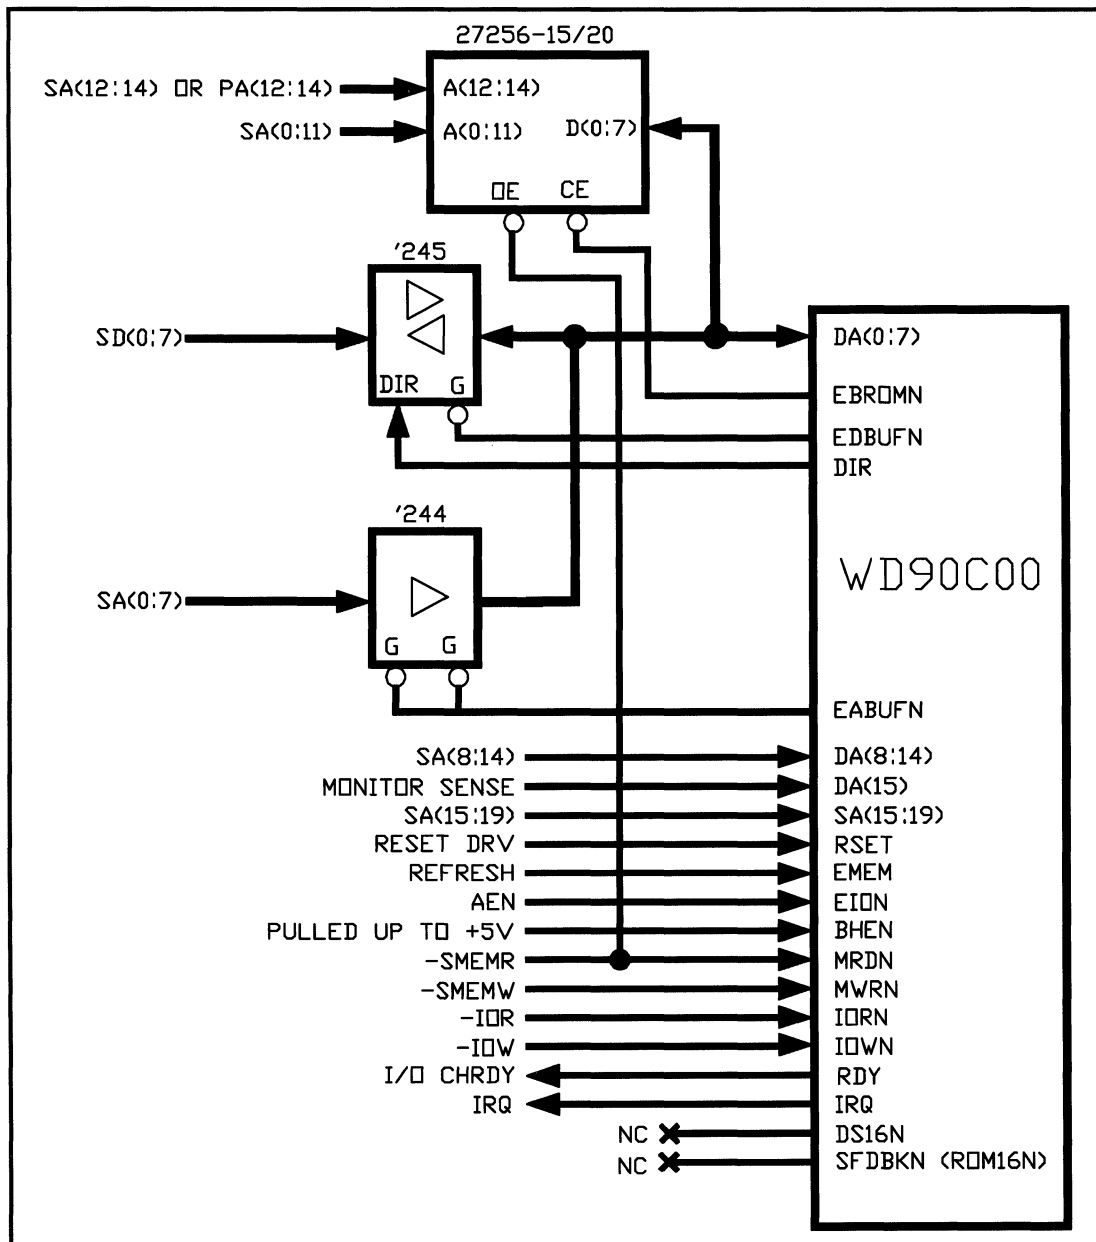 27256-15/20
SA(12:14) OR PA(12:14) A(12:14)
SA(0:11) A(0:11) D(0:7)
OE CE
'245
SD(0:7) DA(0:7)
DIR G
EBROMN
EDBUFN
DIR
'244
WD90C00
SA(0:7)
G G
EABUFN
SA(8:14) DA(8:14)
MONITOR SENSE DA(15)
SA(15:19) SA(15:19)
RESET DRV RSET
REFRESH EMEM
AEN EION
PULLED UP TO +5V BHEN
-SMEMR MRDN
-SMEMW MWRN
-IOR IORN
-IOW IOWN
I/O CHRDY RDY
IRQ IRQ
NC DS16N
NC SFDBKN (ROM16N)